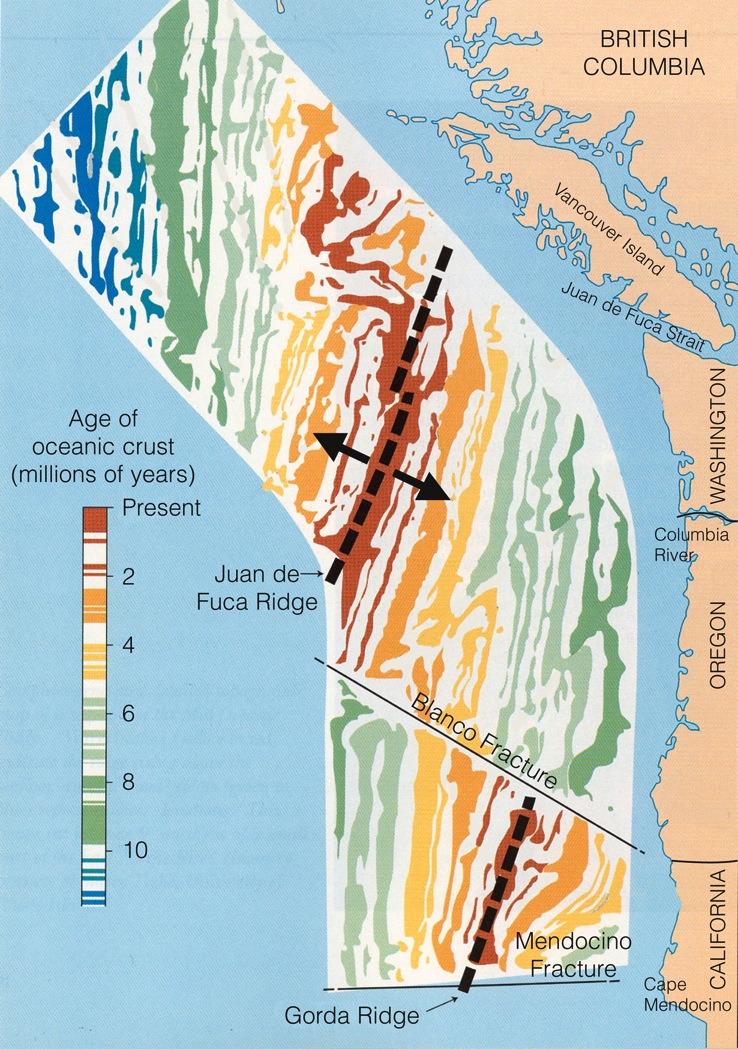 BRITISH
COLUMBIA
Vancouver Island
Juan de Fuca Strait
WASHINGTON
Columbia
River
OREGON
CALIFORNIA
Cape
Mendocino
Age of
oceanic crust
(millions of years)
Present
2
4
6
8
10
Juan de
Fuca Ridge
Blanco Fracture
Mendocino
Fracture
Gorda Ridge